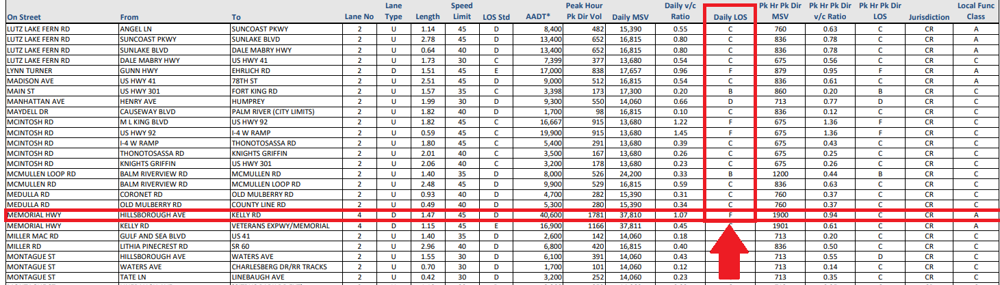 On Street From To Lane No Lane Type Length Speed Limit LOS Std AADT* Peak Hour Pk Dir Vol Daily MSV Daily v/c Ratio Daily LOS Pk Hr Pk Dir MSV Pk Hr Pk Dir v/c Ratio Pk Hr Pk Dir LOS Jurisdiction Local Func Class
LUTZ LAKE FERN RD ANGEL LN SUNCOAST PKWY 2 U 1.14 45 D 8,400 482 15,390 0.55 C 760 0.63 C CR A
LUTZ LAKE FERN RD SUNCOAST PKWY SUNLAKE BLVD 2 U 2.78 45 D 13,400 652 16,815 0.80 C 836 0.78 C CR A
LUTZ LAKE FERN RD SUNLAKE BLVD DALE MABRY HWY 2 U 0.64 40 D 13,400 652 16,815 0.80 C 836 0.78 C CR A
LUTZ LAKE FERN RD DALE MABRY HWY US HWY 41 2 U 1.73 30 C 7,399 377 13,680 0.54 C 675 0.56 C CR C
LYNN TURNER GUNN HWY EHRLICH RD 2 D 1.51 45 E 17,000 838 17,657 0.96 F 879 0.95 F CR A
MADISON AVE US HWY 41 78TH ST 2 U 2.51 45 D 9,000 512 16,815 0.54 C 836 0.61 C CR A
MAIN ST US HWY 301 FORT KING RD 2 U 1.57 35 C 3,398 173 17,300 0.20 B 860 0.20 B CR C
MANHATTAN AVE HENRY AVE HUMPREY 2 U 1.99 30 D 9,300 550 14,060 0.66 D 713 0.77 D CR C
MAYDELL DR CAUSEWAY BLVD PALM RIVER (CITY LIMITS) 2 U 1.82 40 D 1,700 98 16,815 0.10 C 836 0.12 C CR C
MCINTOSH RD M L KING BLVD US HWY 92 2 U 1.82 45 C 16,667 915 13,680 1.22 F 675 1.36 F CR C
MCINTOSH RD US HWY 92 I-4 W RAMP 2 U 0.59 45 C 19,900 915 13,680 1.45 F 675 1.36 F CR C
MCINTOSH RD I-4 W RAMP THONOTOSASSA RD 2 U 1.80 45 C 5,400 291 13,680 0.39 C 675 0.43 C CR C
MCINTOSH RD THONOTOSASSA RD KNIGHTS GRIFFIN 2 U 2.01 40 C 3,500 167 13,680 0.26 C 675 0.25 C CR C
MCINTOSH RD KNIGHTS GRIFFIN US HWY 301 2 U 2.06 40 C 3,200 178 13,680 0.23 C 675 0.26 C CR C
MCMULLEN LOOP RD BALM RIVERVIEW RD MCMULLEN RD 2 U 1.40 35 D 8,000 526 24,200 0.33 B 1200 0.44 B CR C
MCMULLEN RD BALM RIVERVIEW RD MCMULLEN LOOP RD 2 U 2.48 45 D 9,900 529 16,815 0.59 C 836 0.63 C CR C
MEDULLA RD CORONET RD OLD MULBERRY RD 2 U 0.93 40 D 4,700 282 15,390 0.31 C 760 0.37 C CR C
MEDULLA RD OLD MULBERRY RD COUNTY LINE RD 2 U 0.49 40 D 5,300 280 15,390 0.34 C 760 0.37 C CR C
MEMORIAL HWY HILLSBOROUGH AVE KELLY RD 4 D 1.47 45 D 40,600 1781 37,810 1.07 F 1900 0.94 F CR A
MEMORIAL HWY KELLY RD VETERANS EXPWY/MEMORIAL 4 D 1.15 45 E 16,900 1166 37,811 0.45 1901 0.61 C CR A
MILLER MAC RD GULF AND SEA BLVD US 41 2 U 1.41 35 D 2,600 142 14,060 0.18 713 0.20 C CR C
MILLER RD LITHIA PINECREST RD SR 60 2 U 2.96 40 D 6,800 420 16,815 0.40 836 0.50 C CR C
MONTAGUE ST HILLSBOROUGH AVE WATERS AVE 2 U 1.55 30 D 6,100 391 14,060 0.43 713 0.55 D CR C
MONTAGUE ST WATERS AVE CHARLESBERG DR/RR TRACKS 2 U 0.70 30 D 1,700 101 14,060 0.12 713 0.14 C CR C
MONTAGUE ST TATE LN LINEBAUGH AVE 2 U 0.42 30 D 3,200 252 14,060 0.23 713 0.35 C CR C